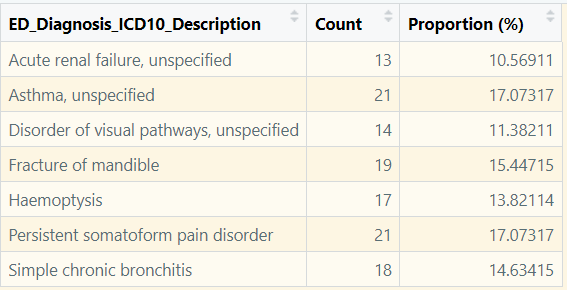 ED_Diagnosis_ICD10_Description Count Proportion (%)
Acute renal failure, unspecified 13 10.56911
Asthma, unspecified 21 17.07317
Disorder of visual pathways, unspecified 14 11.38211
Fracture of mandible 19 15.44715
Haemoptysis 17 13.82114
Persistent somatoform pain disorder 21 17.07317
Simple chronic bronchitis 18 14.63415